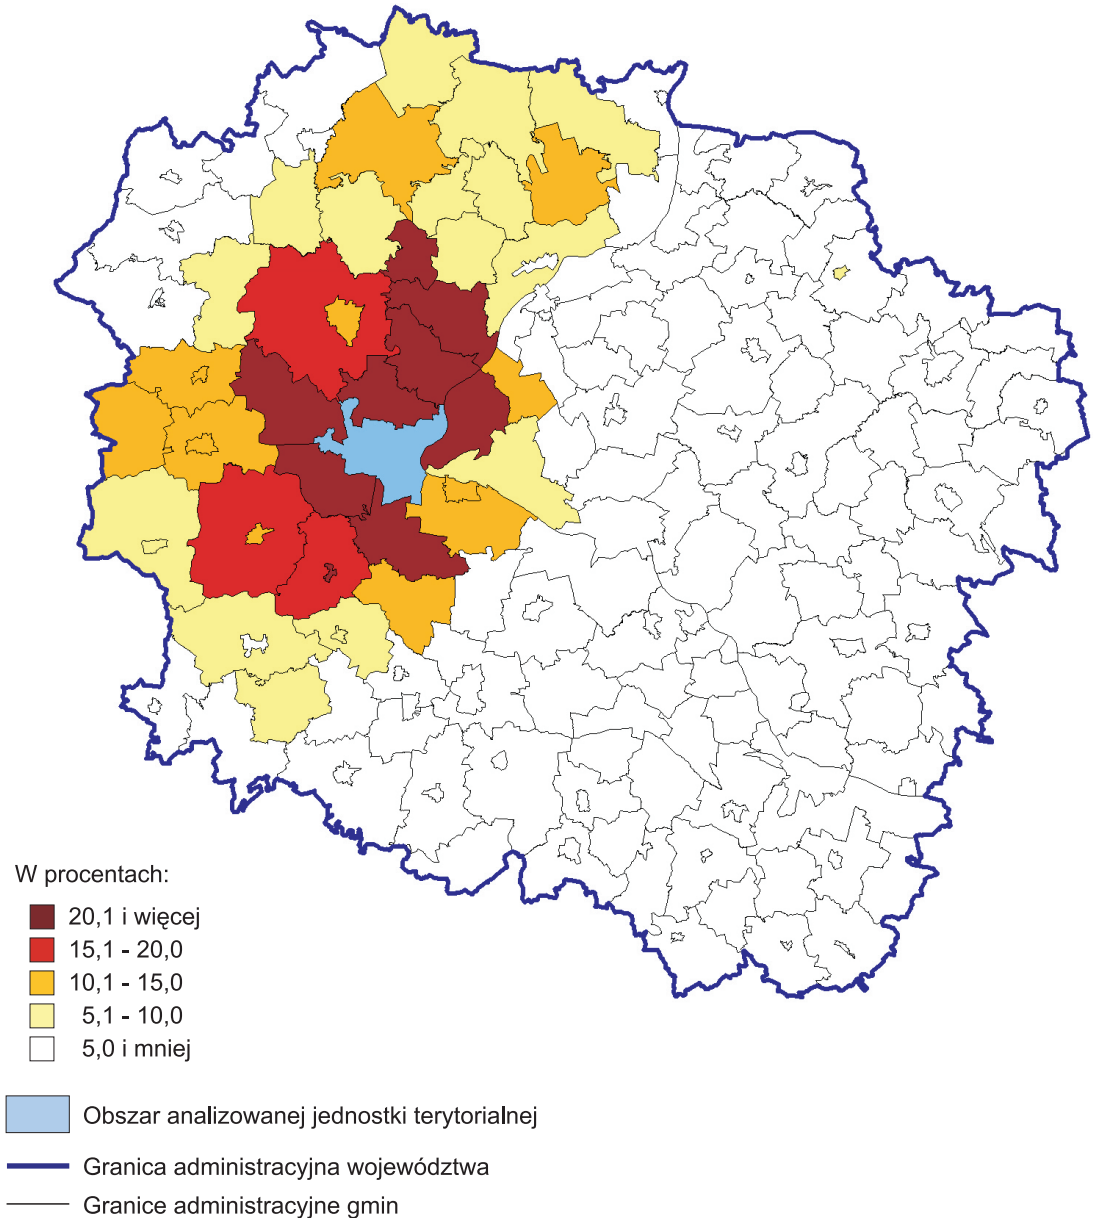 W procentach:
20,1 i więcej
15,1 - 20,0
10,1 - 15,0
5,1 - 10,0
5,0 i mniej
Obszar analizowanej jednostki terytorialnej
Granica administracyjna województwa
Granice administracyjne gmin